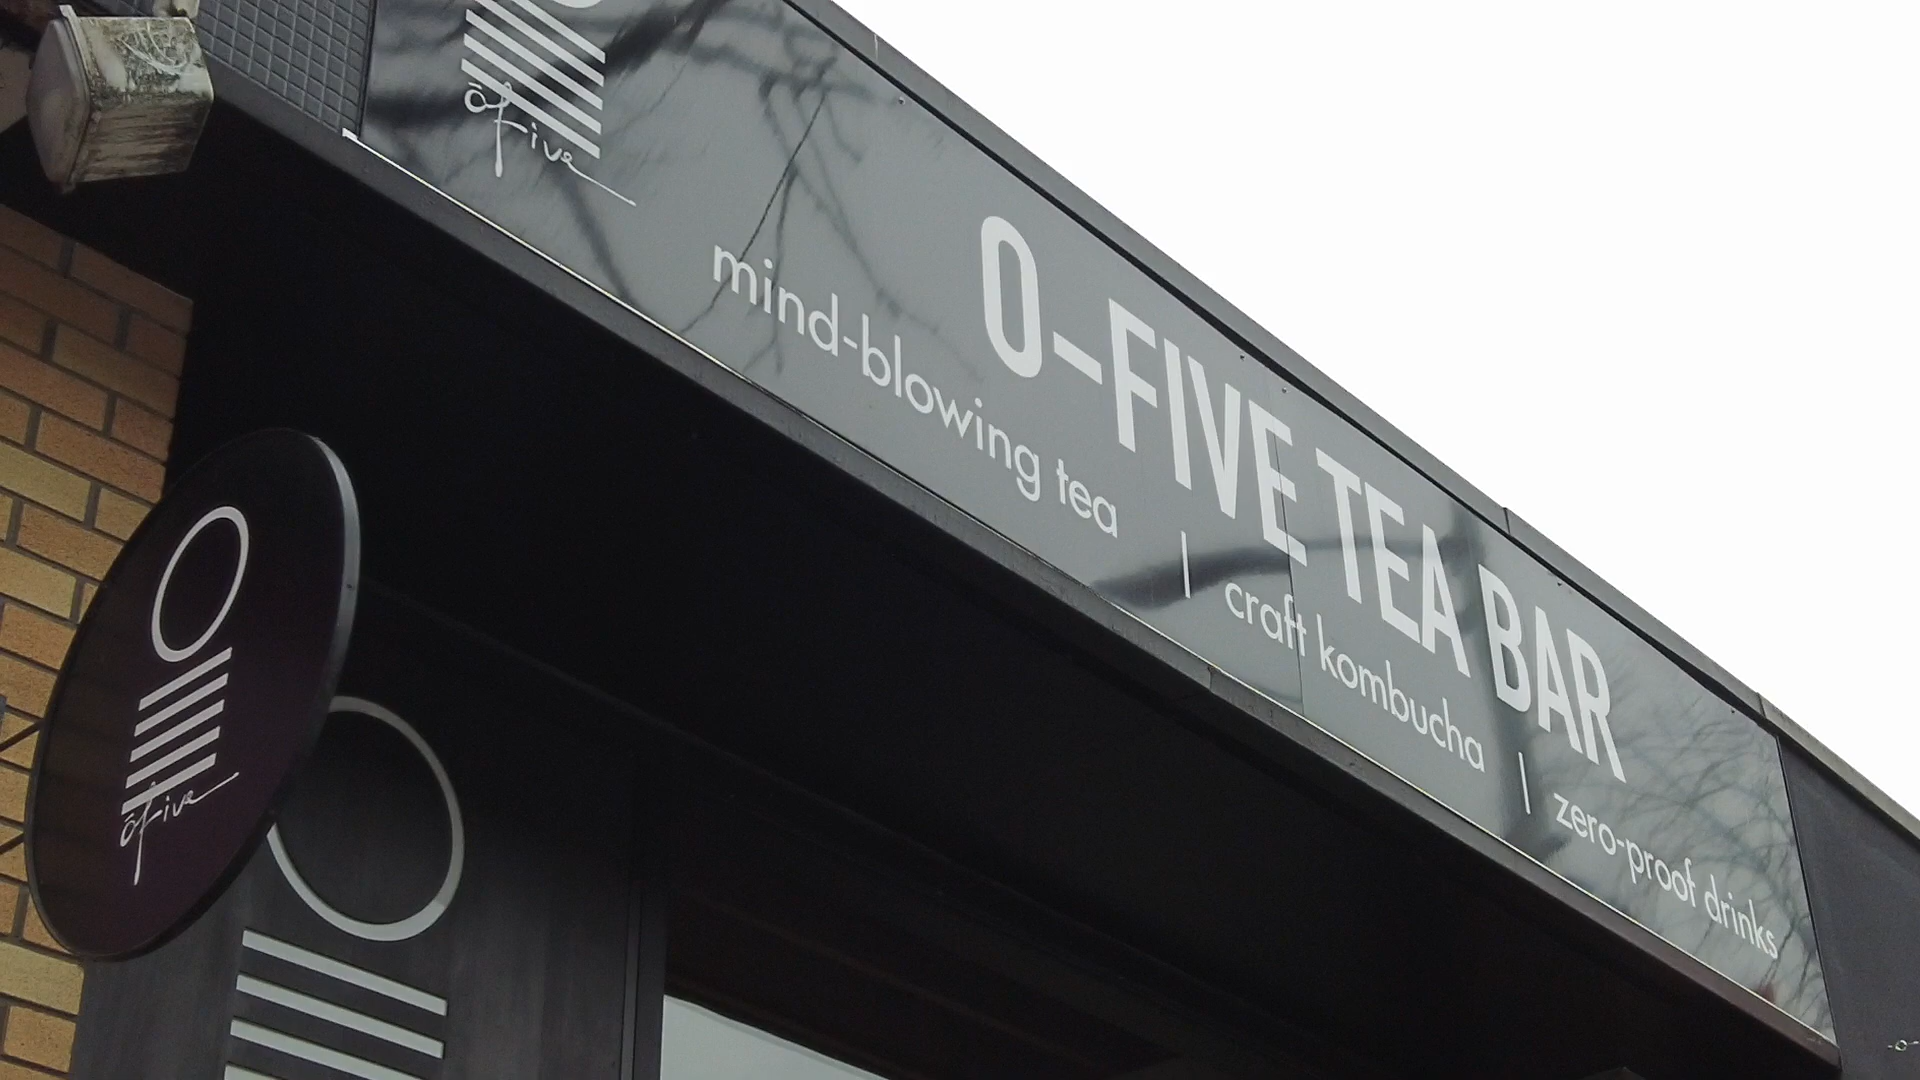 ōfive
O-FIVE TEA BAR
mind-blowing tea | craft kombucha | zero-proof drinks
ōfive